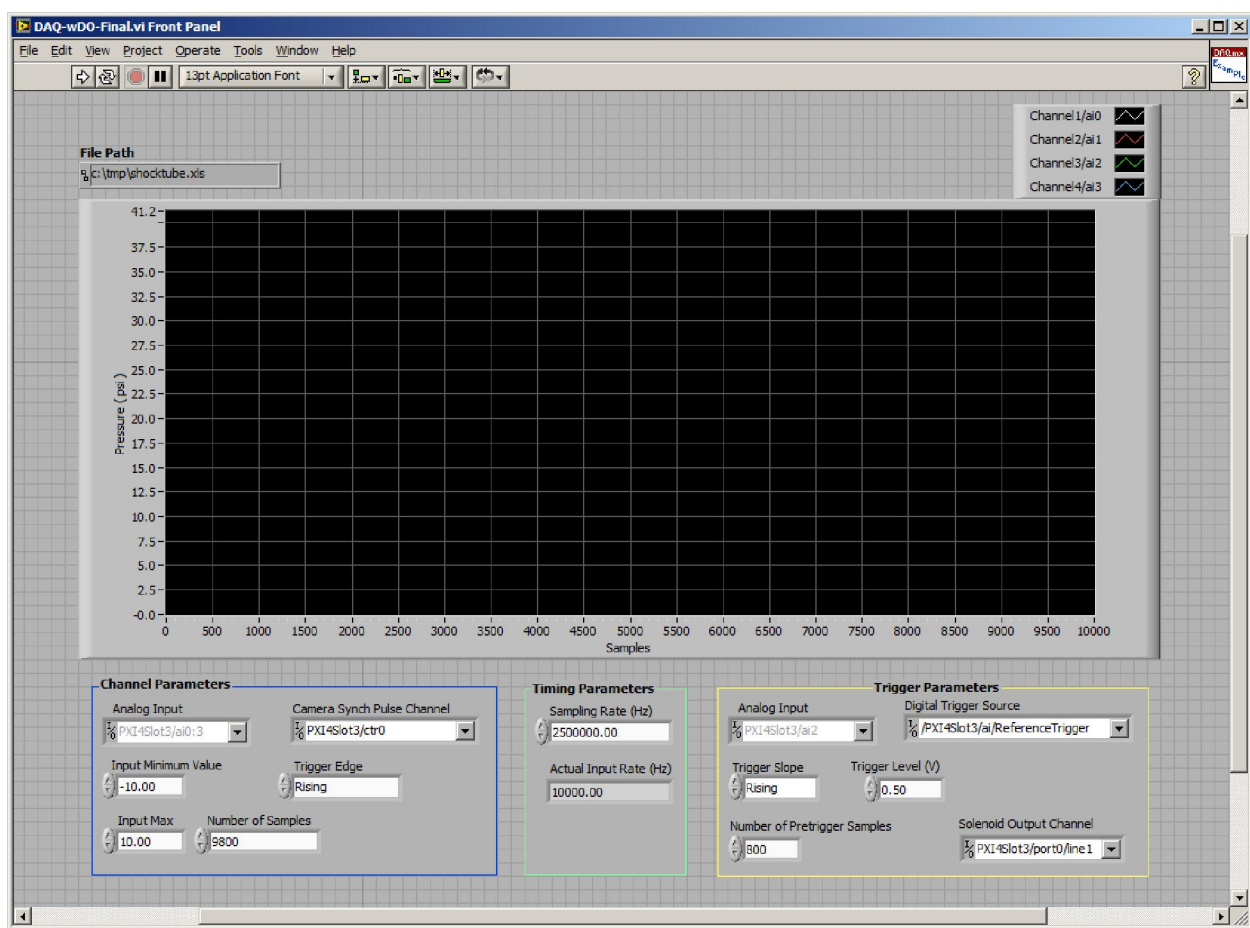 DAQ-wDO-Final.vi Front Panel
File Edit View Project Operate Tools Window Help
13pt Application Font
DAQmx
Example
Channel1/ai0
Channel2/ai1
Channel3/ai2
Channel4/ai3
File Path
c:\tmp\shocktube.xls
41.2
37.5
35.0
32.5
30.0
27.5
25.0
22.5
20.0
17.5
15.0
12.5
10.0
7.5
5.0
2.5
-0.0
Pressure (psi)
0 500 1000 1500 2000 2500 3000 3500 4000 4500 5000 5500 6000 6500 7000 7500 8000 8500 9000 9500 10000
Samples
Channel Parameters
Analog Input Camera Synch Pulse Channel
PXI4Slot3/ai0:3 PXI4Slot3/ctr0
Input Minimum Value Trigger Edge
-10.00 Rising
Input Max Number of Samples
10.00 9800
Timing Parameters
Sampling Rate (Hz)
2500000.00
Actual Input Rate (Hz)
10000.00
Trigger Parameters
Analog Input Digital Trigger Source
PXI4Slot3/ai2 /PXI4Slot3/ai/ReferenceTrigger
Trigger Slope Trigger Level (V)
Rising 0.50
Number of Pretrigger Samples Solenoid Output Channel
800 PXI4Slot3/port0/line1